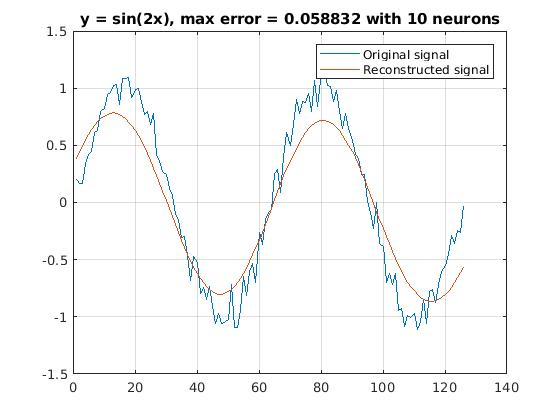 y = sin(2x), max error = 0.058832 with 10 neurons
1.5
Original signal
Reconstructed signal
1
0.5
0
-0.5
-1
-1.5
0 20 40 60 80 100 120 140